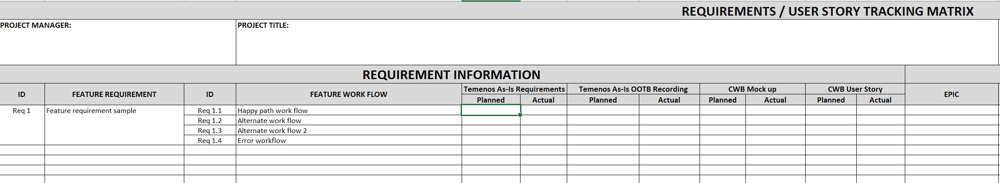 REQUIREMENTS / USER STORY TRACKING MATRIX
PROJECT MANAGER:
PROJECT TITLE:
REQUIREMENT INFORMATION
ID
FEATURE REQUIREMENT
ID
FEATURE WORK FLOW
Temenos As-Is Requirements
Temenos As-Is OOTB Recording
CWB Mock up
CWB User Story
EPIC
Planned
Actual
Planned
Actual
Planned
Actual
Planned
Actual
Req 1
Feature requirement sample
Req 1.1
Happy path work flow
Req 1.2
Alternate work flow
Req 1.3
Alternate work flow 2
Req 1.4
Error workflow